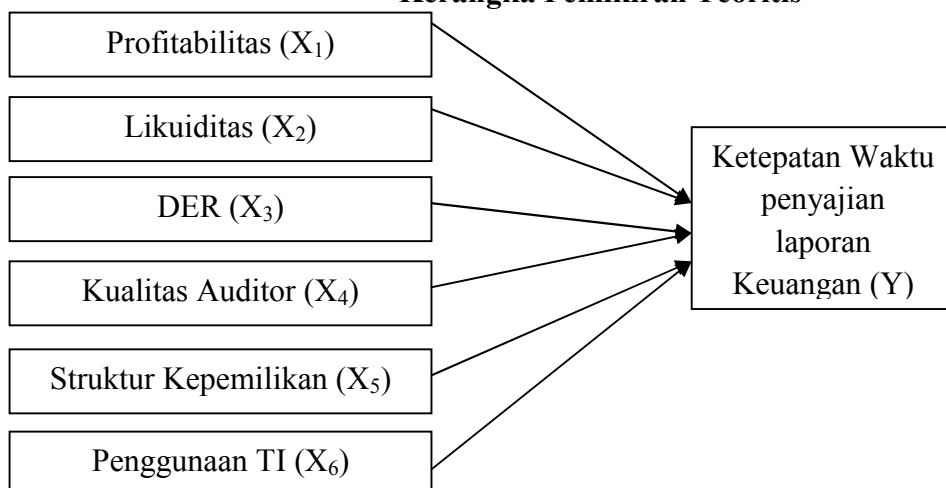 Kerangka Pemikiran Teoritis
Profitabilitas (X₁)
Likuiditas (X₂)
DER (X₃)
Kualitas Auditor (X₄)
Struktur Kepemilikan (X₅)
Penggunaan TI (X₆)
Ketepatan Waktu
penyajian
laporan
Keuangan (Y)